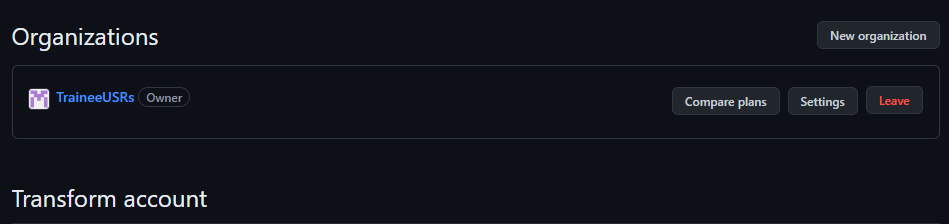 Organizations
New organization
TraineeUSRs Owner
Compare plans Settings Leave
Transform account